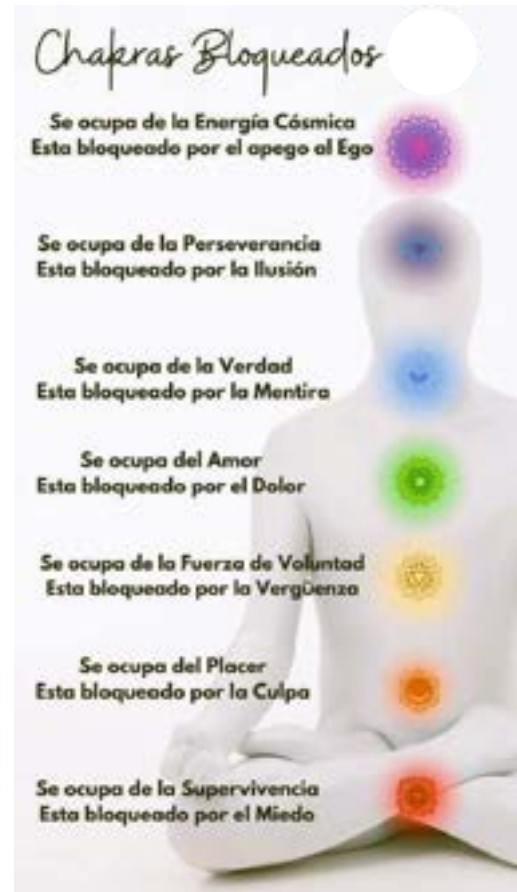 Chakras Bloqueados
Se ocupa de la Energía Cósmica
Esta bloqueado por el apego al Ego
Se ocupa de la Perseverancia
Esta bloqueado por la Ilusión
Se ocupa de la Verdad
Esta bloqueado por la Mentira
Se ocupa del Amor
Esta bloqueado por el Dolor
Se ocupa de la Fuerza de Voluntad
Esta bloqueado por la Vergüenza
Se ocupa del Placer
Esta bloqueado por la Culpa
Se ocupa de la Supervivencia
Esta bloqueado por el Miedo